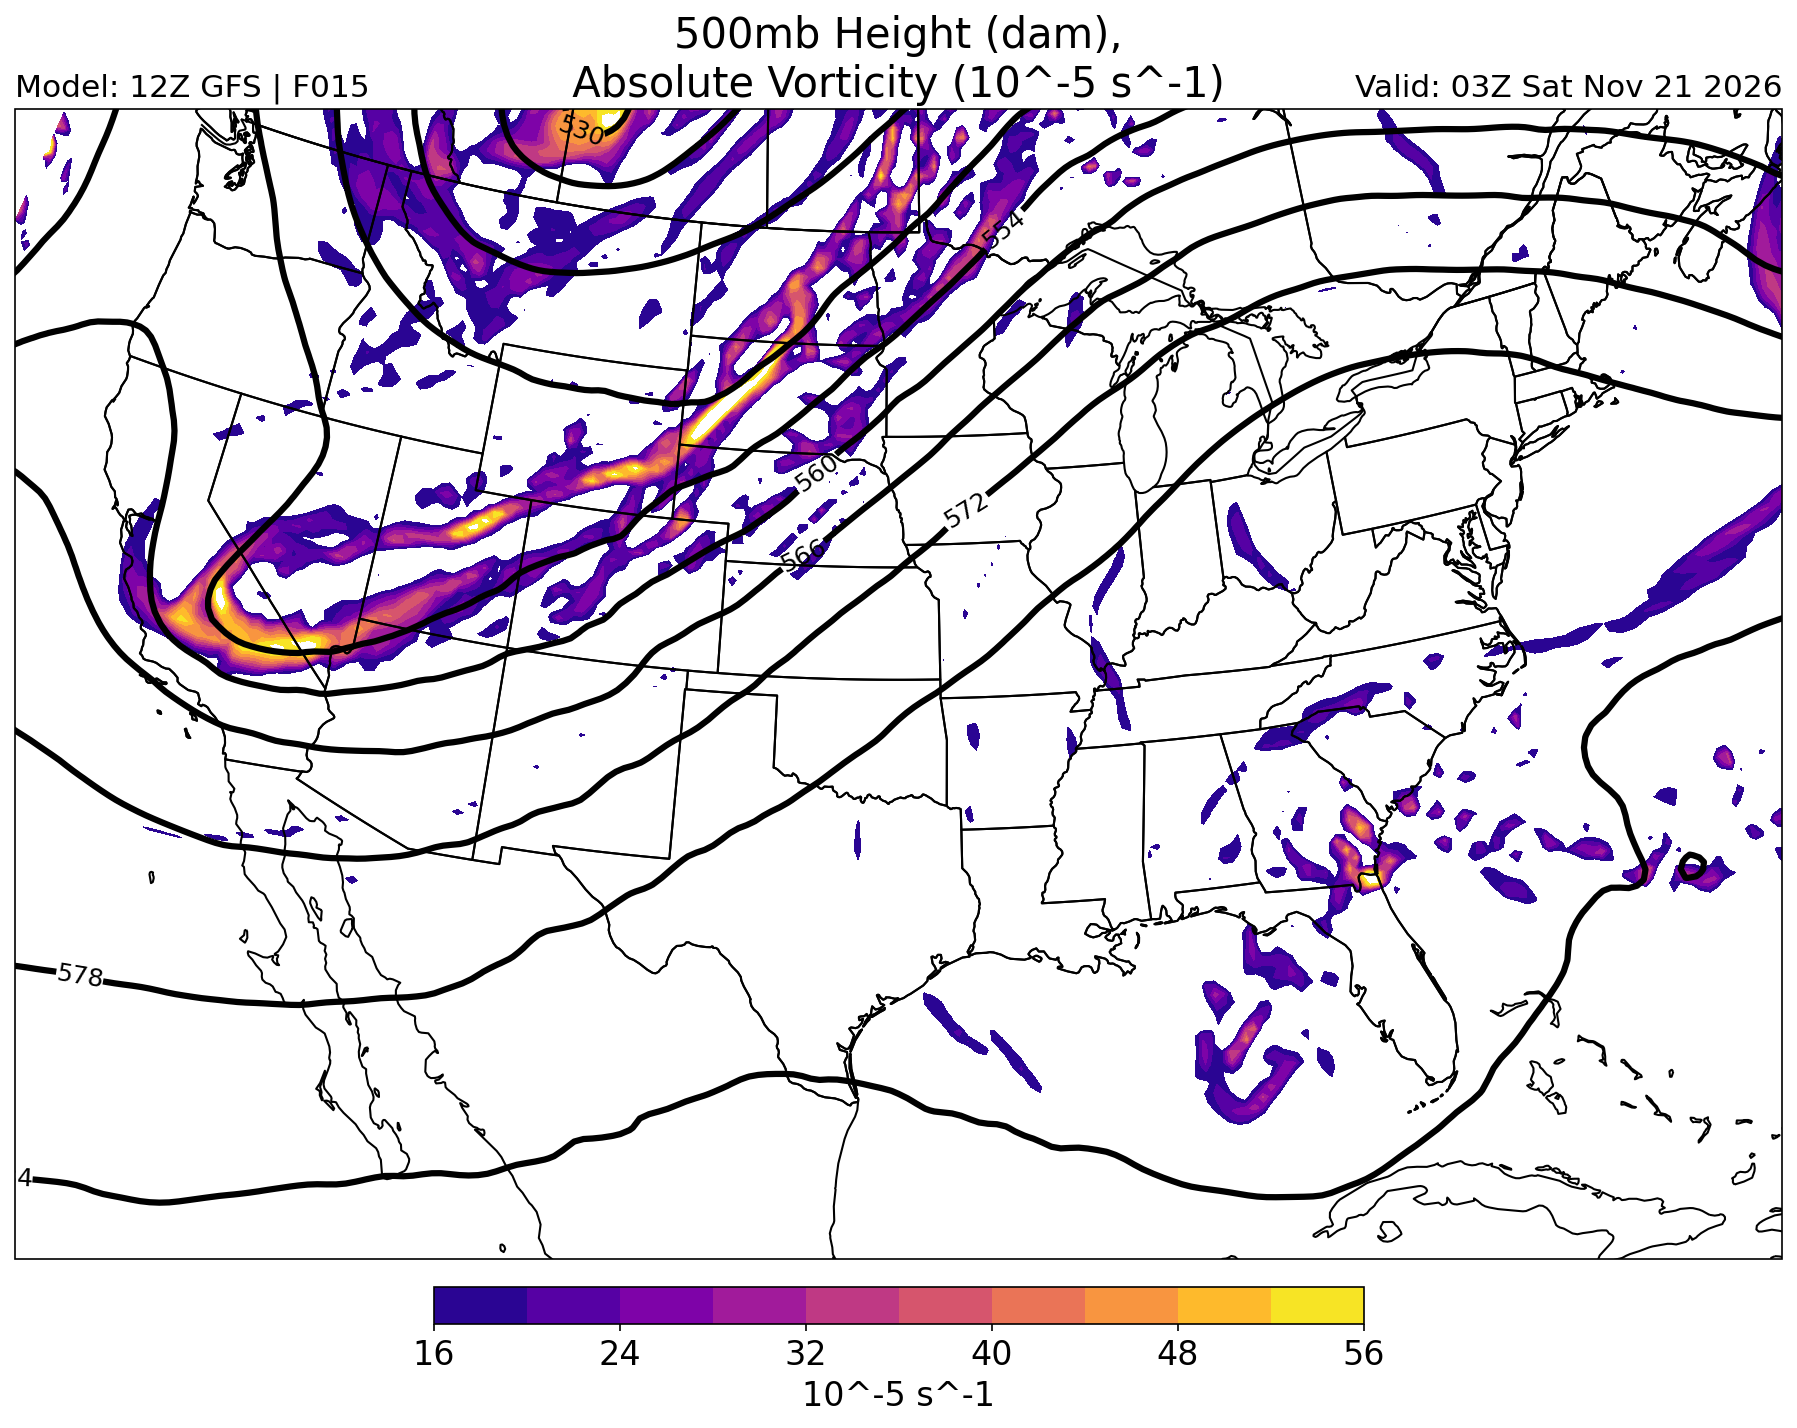 500mb Height (dam),
Model: 12Z GFS | F015
Absolute Vorticity (10^-5 s^-1)
Valid: 03Z Sat Nov 21 2026
530
554
560
572
566
578
4
16 24 32 40 48 56
10^-5 s^-1